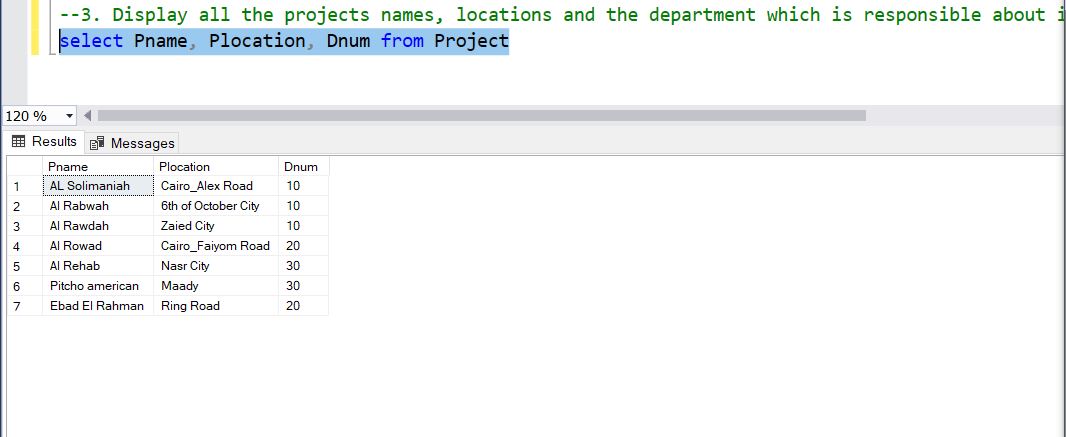 --3. Display all the projects names, locations and the department which is responsible about
select Pname, Plocation, Dnum from Project
120 %
Results Messages
Pname Plocation Dnum
1 AL Solimaniah Cairo_Alex Road 10
2 Al Rabwah 6th of October City 10
3 Al Rawdah Zaied City 10
4 Al Rowad Cairo_Faiyom Road 20
5 Al Rehab Nasr City 30
6 Pitcho american Maady 30
7 Ebad El Rahman Ring Road 20